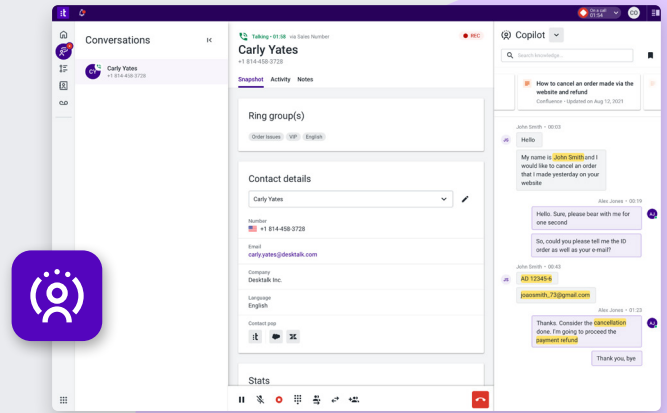 :t
On a call
01:54
CO
Conversations
CY
Carly Yates
+1 814-458-3728
Talking • 01:58 via Sales Number
REC
Carly Yates
+1 814-458-3728
Snapshot Activity Notes
Ring group(s)
Order Issues VIP English
Contact details
Carly Yates
Number
+1 814-458-3728
Email
carly.yates@desktalk.com
Company
Desktalk Inc.
Language
English
Contact pop
:t
Stats
Copilot
Search knowledge...
How to cancel an order made via the
website and refund
Confluence • Updated on Aug 12, 2021
John Smith • 00:03
JS
Hello
My name is John Smith and I
would like to cancel an order
that I made yesterday on your
website
Alex Jones • 00:19
Hello. Sure, please bear with me for
one second
AJ
So, could you please tell me the ID
order as well as your e-mail?
John Smith • 00:43
JS
AD 12345-6
joaosmith_73@gmail.com
Alex Jones • 01:23
Thanks. Consider the cancellation
done. I'm going to proceed the
payment refund
AJ
Thank you, bye